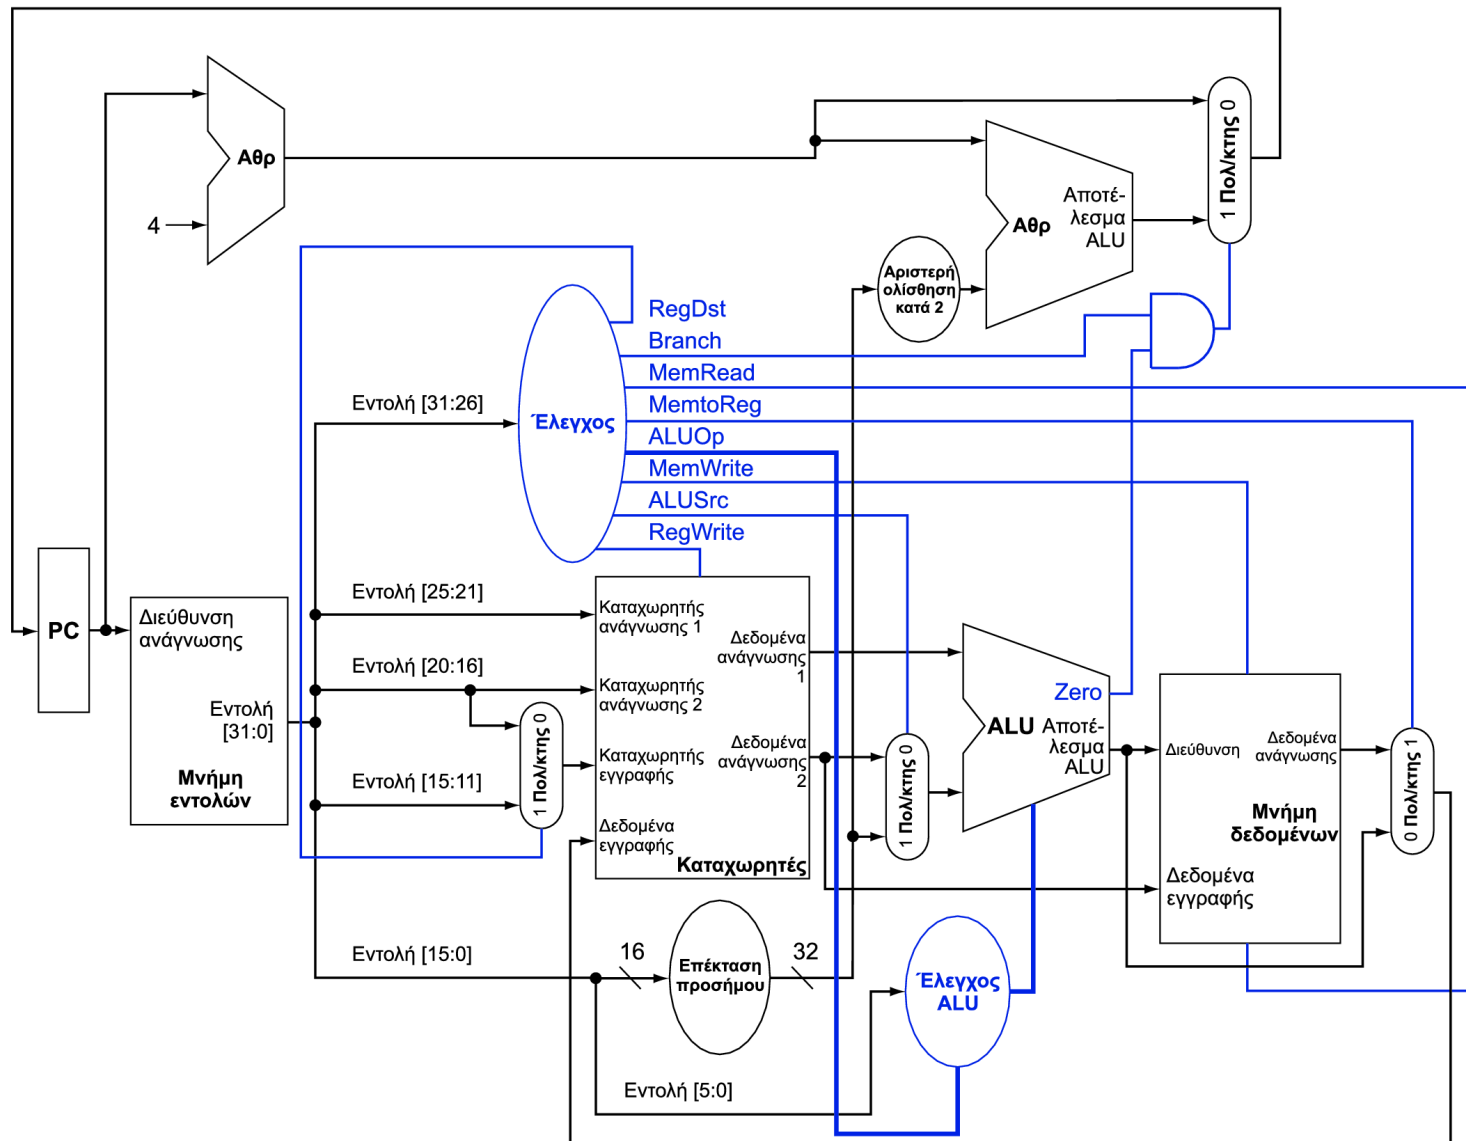 Αθρ
4
Αθρ
Αποτέ-
λεσμα
ALU
1 Πολ/κτης 0
Αριστερή
ολίσθηση
κατά 2
RegDst
Branch
MemRead
MemtoReg
ALUOp
MemWrite
ALUSrc
RegWrite
Έλεγχος
Εντολή [31:26]
Εντολή [25:21]
Εντολή [20:16]
Εντολή [15:11]
Εντολή [15:0]
PC
Διεύθυνση
ανάγνωσης
Εντολή
[31:0]
Μνήμη
εντολών
1 Πολ/κτης 0
Καταχωρητής
ανάγνωσης 1
Καταχωρητής
ανάγνωσης 2
Καταχωρητής
εγγραφής
Δεδομένα
εγγραφής
Δεδομένα
ανάγνωσης
1
Δεδομένα
ανάγνωσης
2
Καταχωρητές
1 Πολ/κτης 0
Zero
ALU
Αποτέ-
λεσμα
ALU
Διεύθυνση
Δεδομένα
ανάγνωσης
Μνήμη
δεδομένων
Δεδομένα
εγγραφής
0 Πολ/κτης 1
16
Επέκταση
προσήμου
32
Έλεγχος
ALU
Εντολή [5:0]